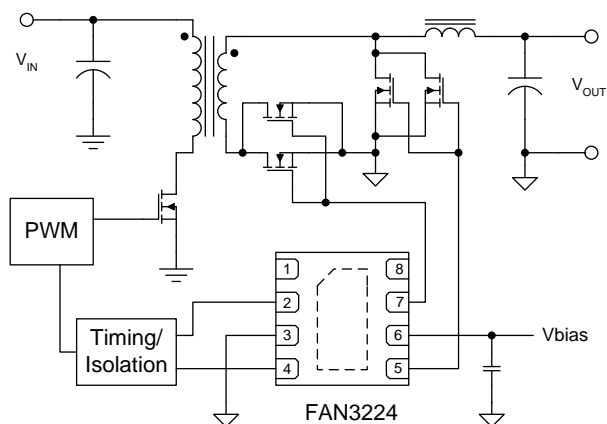 VIN
VOUT
PWM
1
8
2
7
Timing/
Isolation
3
6
Vbias
4
5
FAN3224